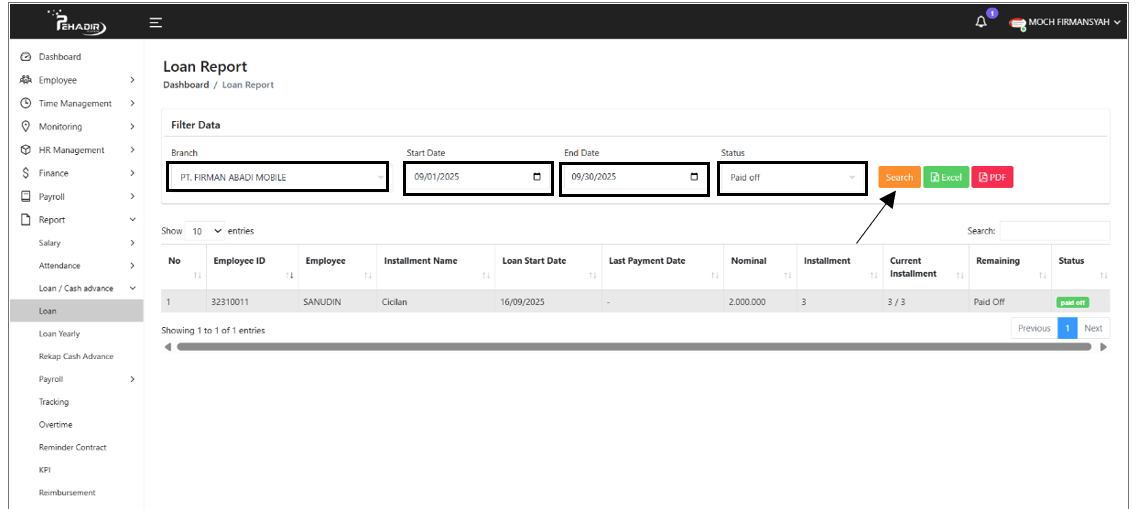 PEHADIR
1
MOCH FIRMANSYAH
Dashboard
Employee
Time Management
Monitoring
HR Management
Finance
Payroll
Report
Salary
Attendance
Loan / Cash advance
Loan
Loan Yearly
Rekap Cash Advance
Payroll
Tracking
Overtime
Reminder Contract
KPI
Reimbursement
Loan Report
Dashboard / Loan Report
Filter Data
Branch Start Date End Date Status
PT. FIRMAN ABADI MOBILE 09/01/2025 09/30/2025 Paid off Search Excel PDF
Show 10 entries Search:
No Employee ID Employee Installment Name Loan Start Date Last Payment Date Nominal Installment Current Installment Remaining Status
1 32310011 SANUDIN Cicilan 16/09/2025 - 2.000.000 3 3 / 3 Paid Off paid off
Showing 1 to 1 of 1 entries Previous 1 Next